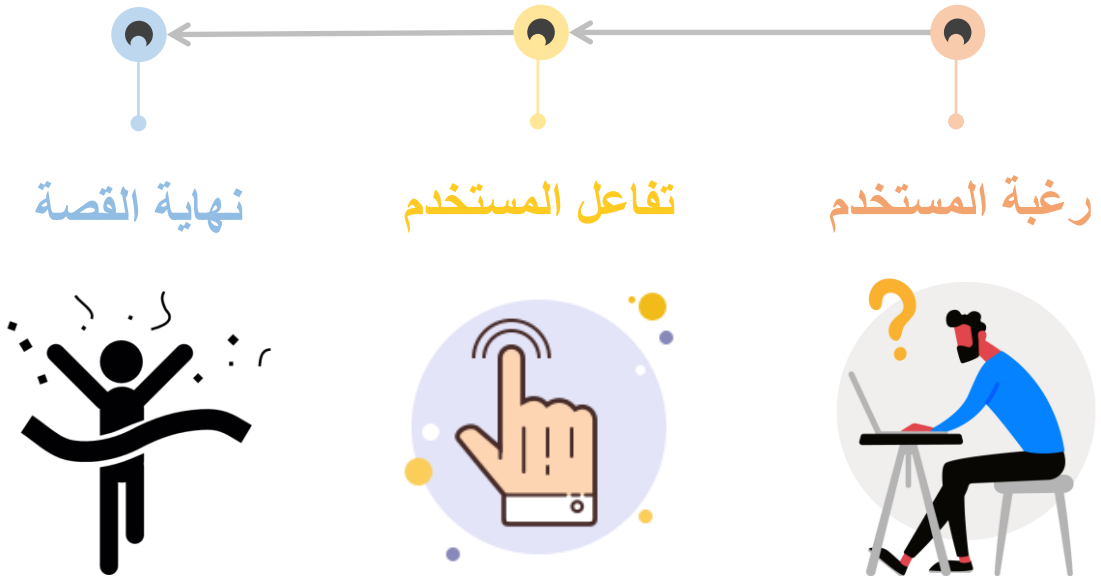 رغبة المستخدم
تفاعل المستخدم
نهاية القصة